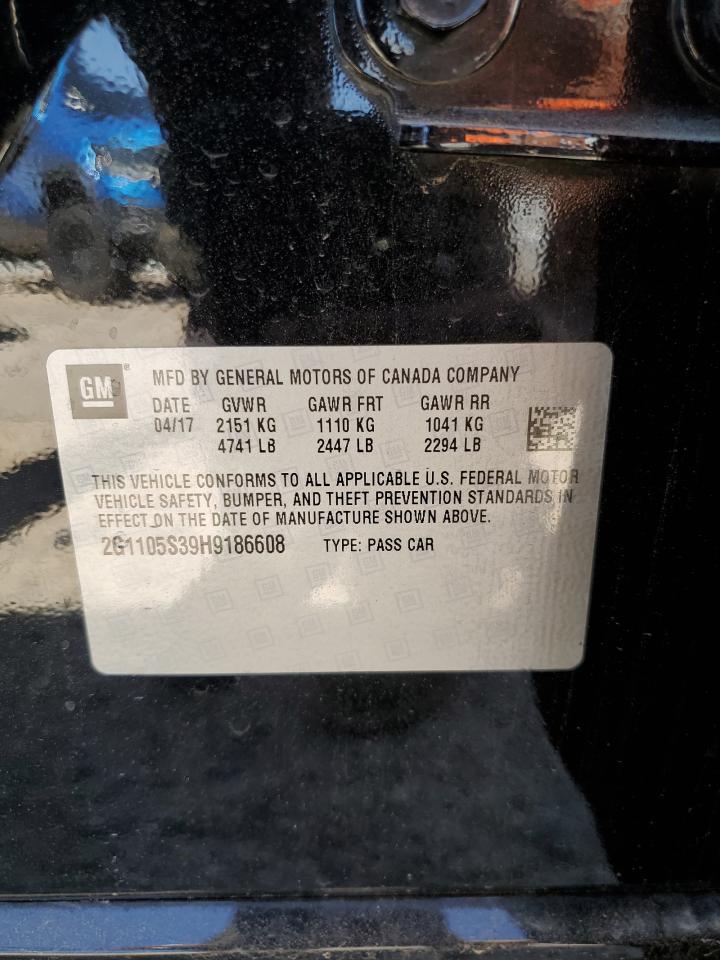 GM
MFD BY GENERAL MOTORS OF CANADA COMPANY
DATE GVWR GAWR FRT GAWR RR
04/17 2151 KG 1110 KG 1041 KG
4741 LB 2447 LB 2294 LB
THIS VEHICLE CONFORMS TO ALL APPLICABLE U.S. FEDERAL MOTOR
VEHICLE SAFETY, BUMPER, AND THEFT PREVENTION STANDARDS IN
EFFECT ON THE DATE OF MANUFACTURE SHOWN ABOVE.
2G1105S39H9186608 TYPE: PASS CAR